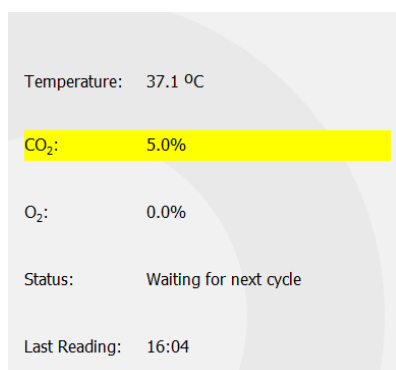 Temperature: 37.1 ºC
CO₂: 5.0%
O₂: 0.0%
Status: Waiting for next cycle
Last Reading: 16:04